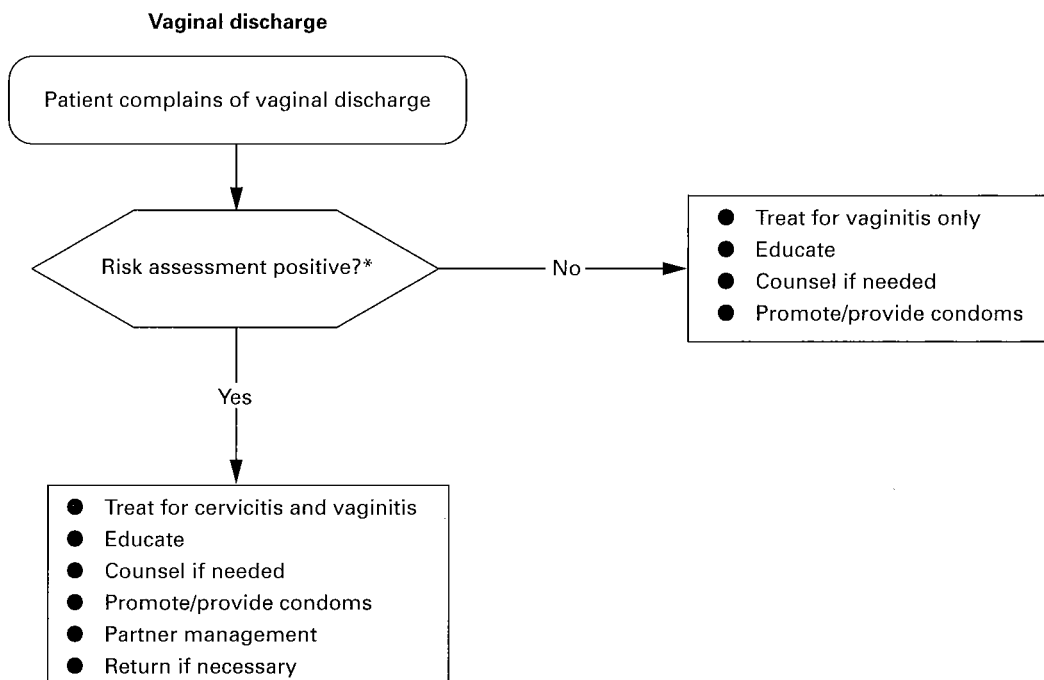 Vaginal discharge
Patient complains of vaginal discharge
Risk assessment positive?*
No
● Treat for vaginitis only
● Educate
● Counsel if needed
● Promote/provide condoms
Yes
● Treat for cervicitis and vaginitis
● Educate
● Counsel if needed
● Promote/provide condoms
● Partner management
● Return if necessary